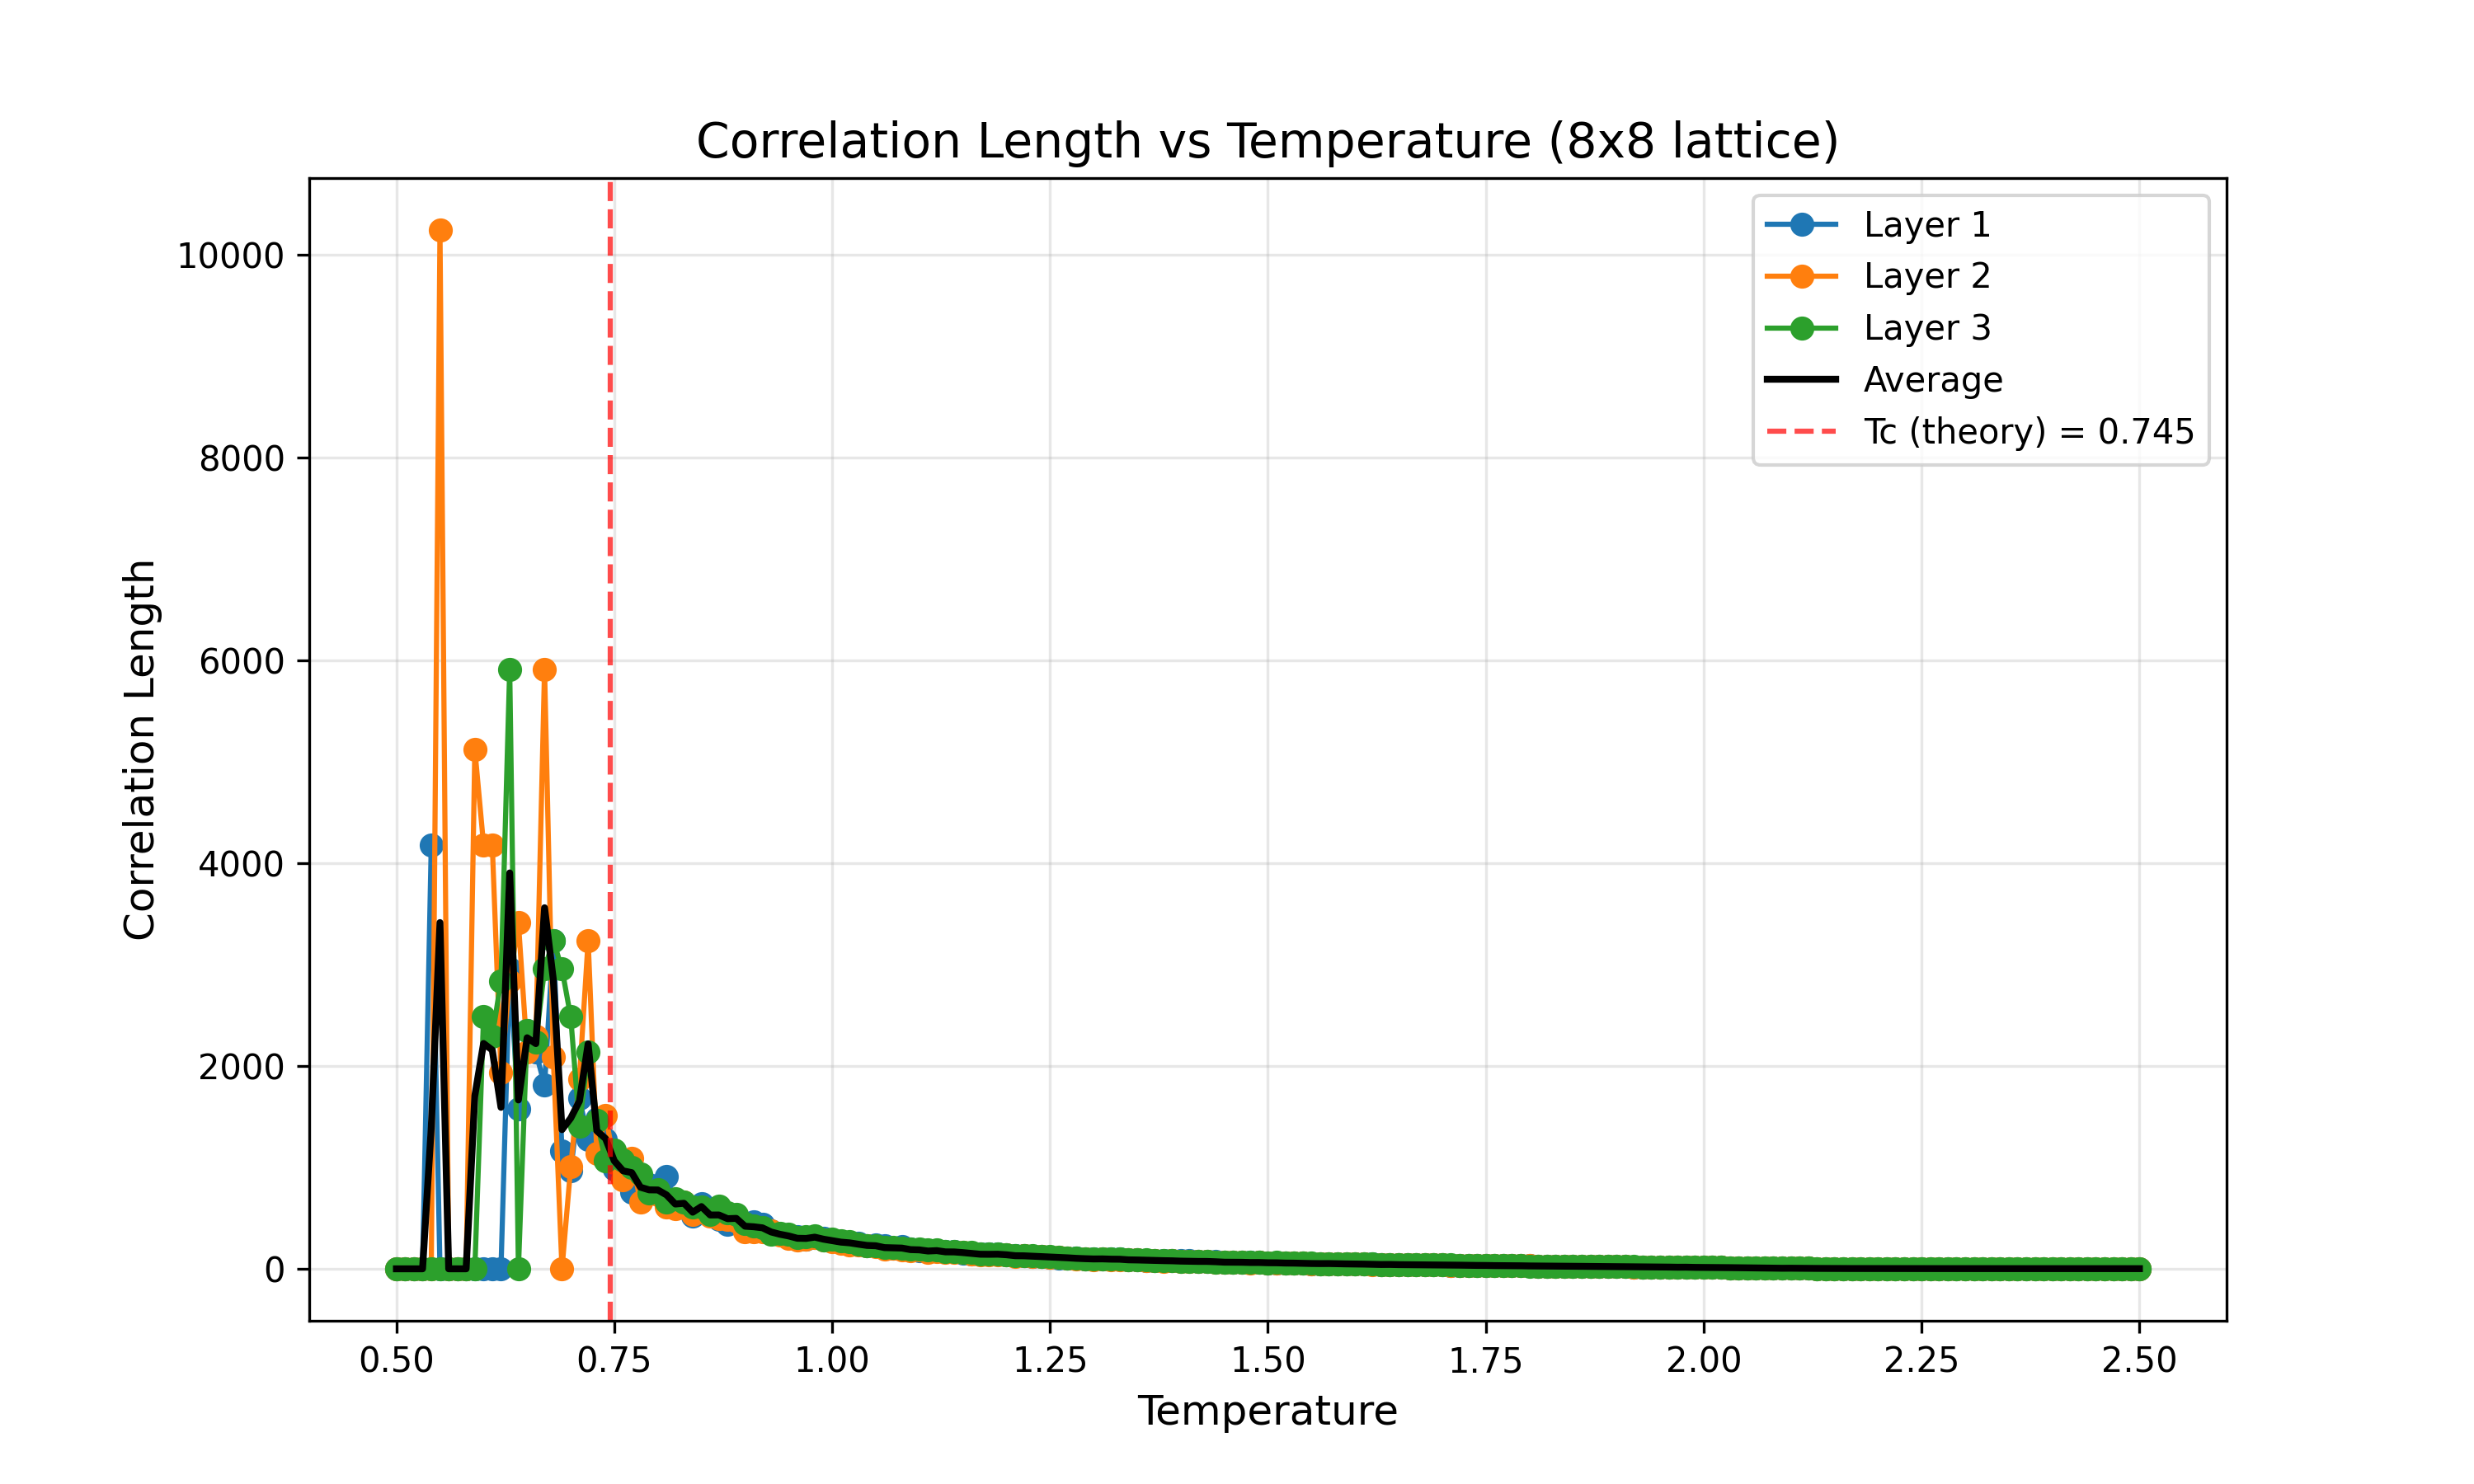 Correlation Length vs Temperature (8x8 lattice)
Layer 1
Layer 2
Layer 3
Average
Tc (theory) = 0.745
Correlation Length
10000
8000
6000
4000
2000
0
0.50 0.75 1.00 1.25 1.50 1.75 2.00 2.25 2.50
Temperature